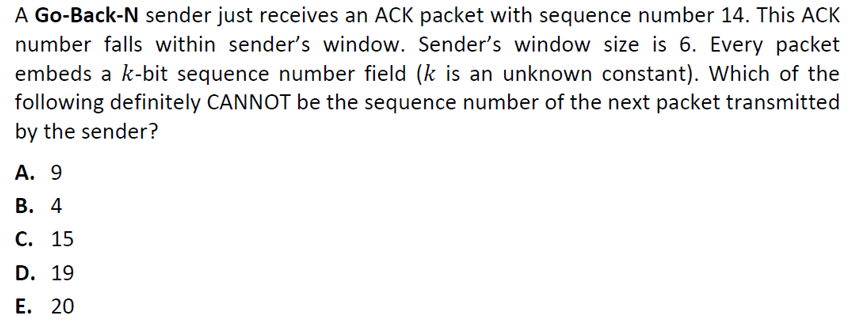 A Go-Back-N sender just receives an ACK packet with sequence number 14. This ACK
number falls within sender’s window. Sender’s window size is 6. Every packet
embeds a k-bit sequence number field (k is an unknown constant). Which of the
following definitely CANNOT be the sequence number of the next packet transmitted
by the sender?
A. 9
B. 4
C. 15
D. 19
E. 20